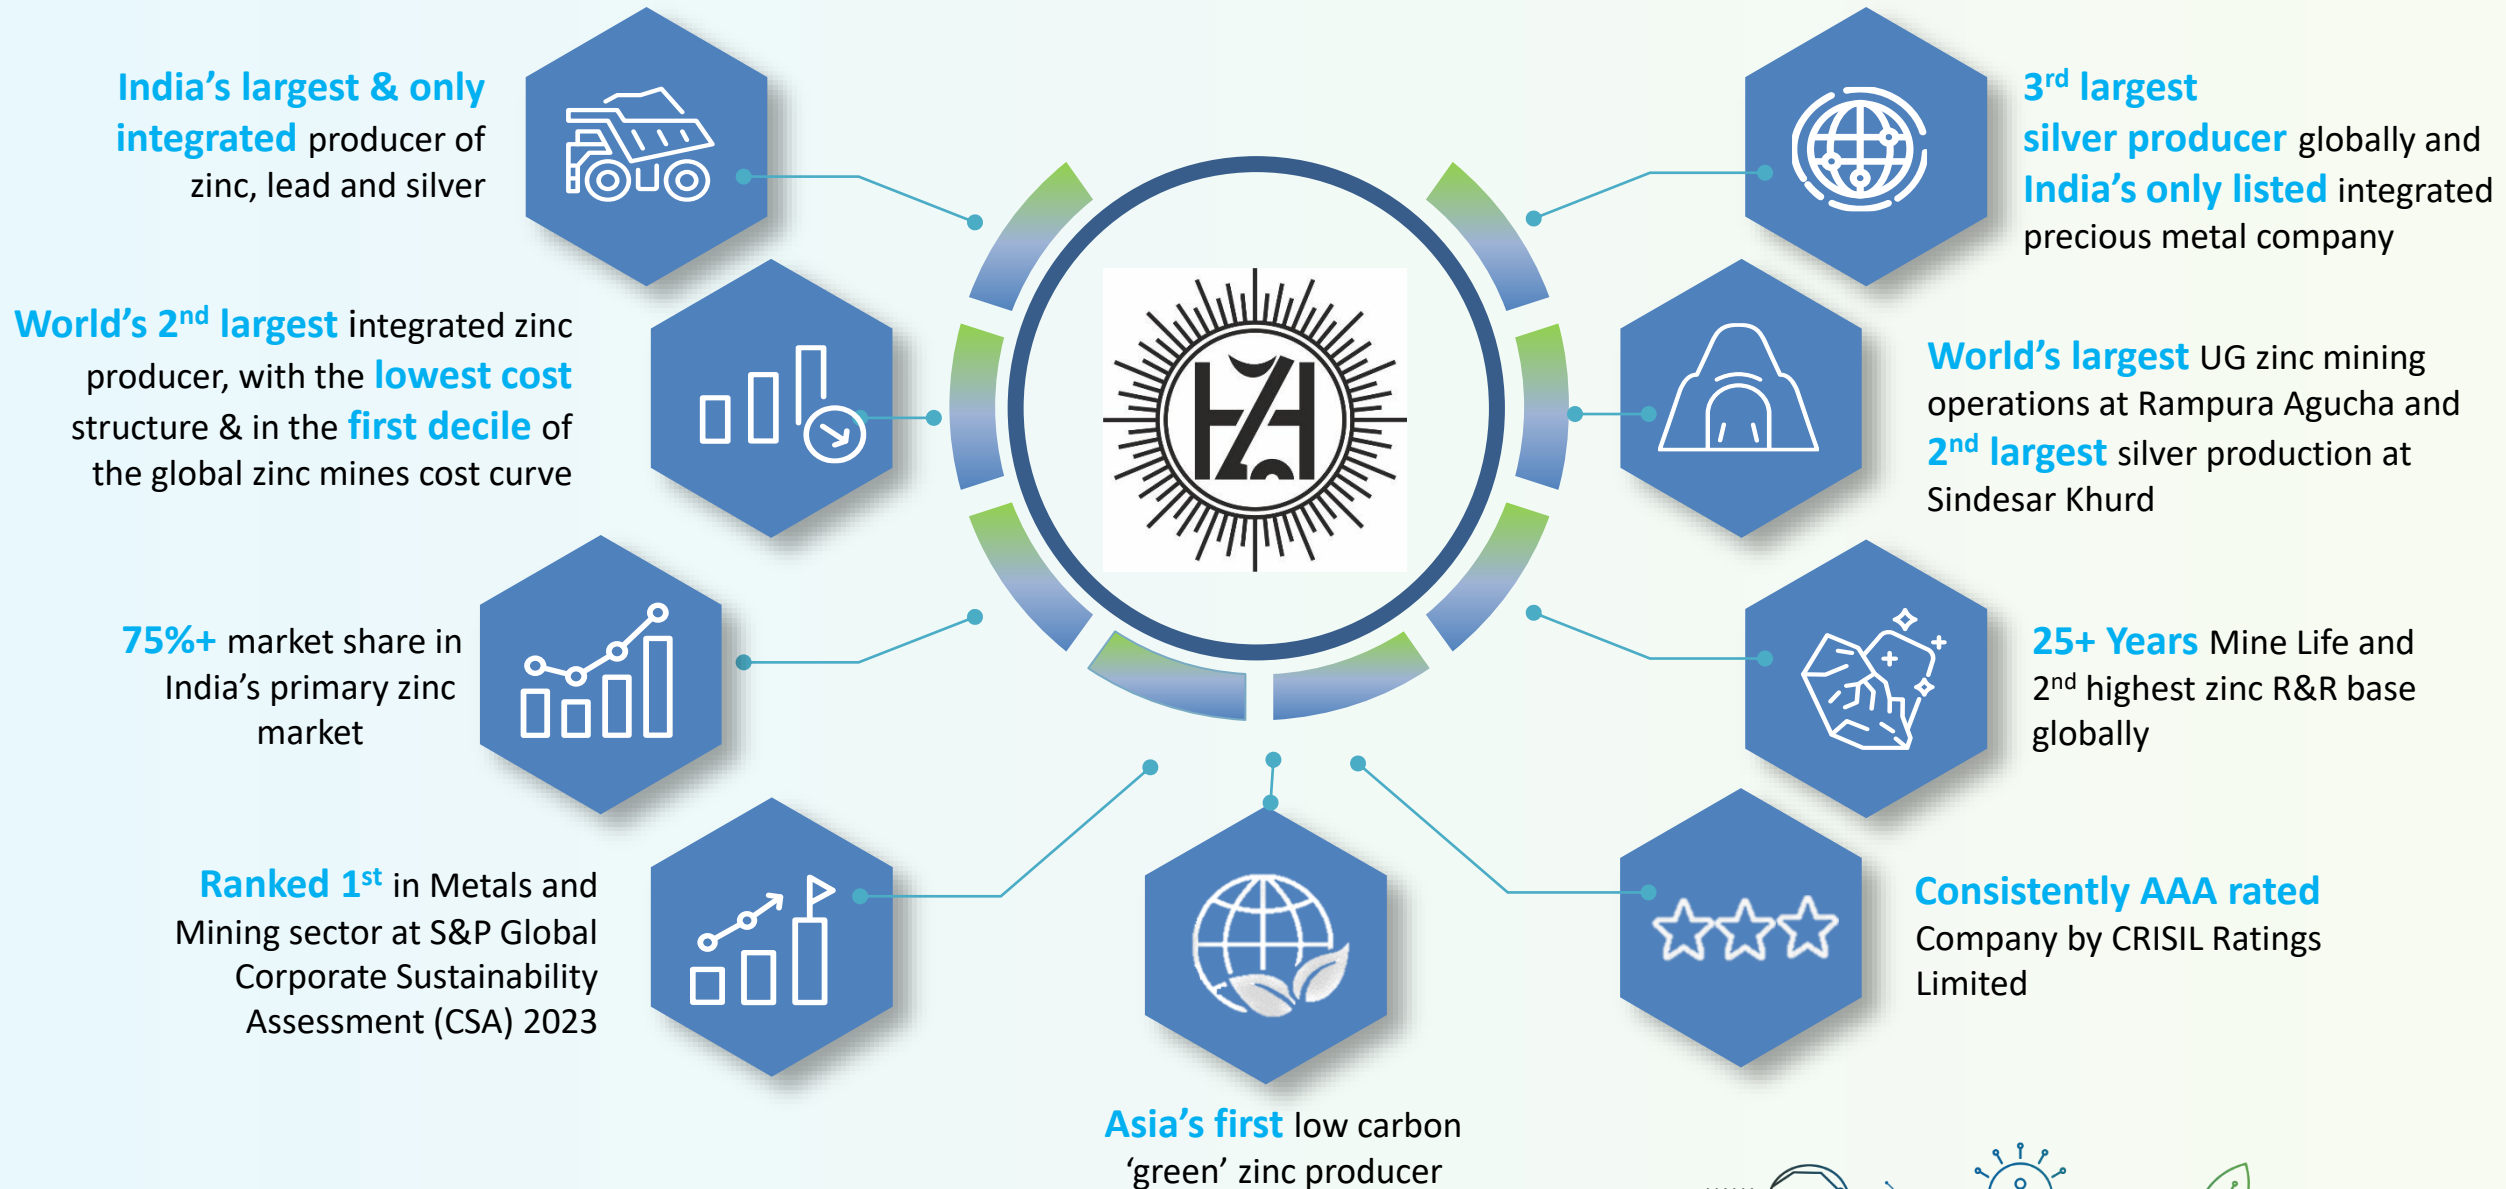 India’s largest & only
integrated producer of
zinc, lead and silver
World’s 2nd largest integrated zinc
producer, with the lowest cost
structure & in the first decile of
the global zinc mines cost curve
75%+ market share in
India’s primary zinc
market
Ranked 1st in Metals and
Mining sector at S&P Global
Corporate Sustainability
Assessment (CSA) 2023
Asia’s first low carbon
‘green’ zinc producer
3rd largest
silver producer globally and
India’s only listed integrated
precious metal company
World’s largest UG zinc mining
operations at Rampura Agucha and
2nd largest silver production at
Sindesar Khurd
25+ Years Mine Life and
2nd highest zinc R&R base
globally
Consistently AAA rated
Company by CRISIL Ratings
Limited